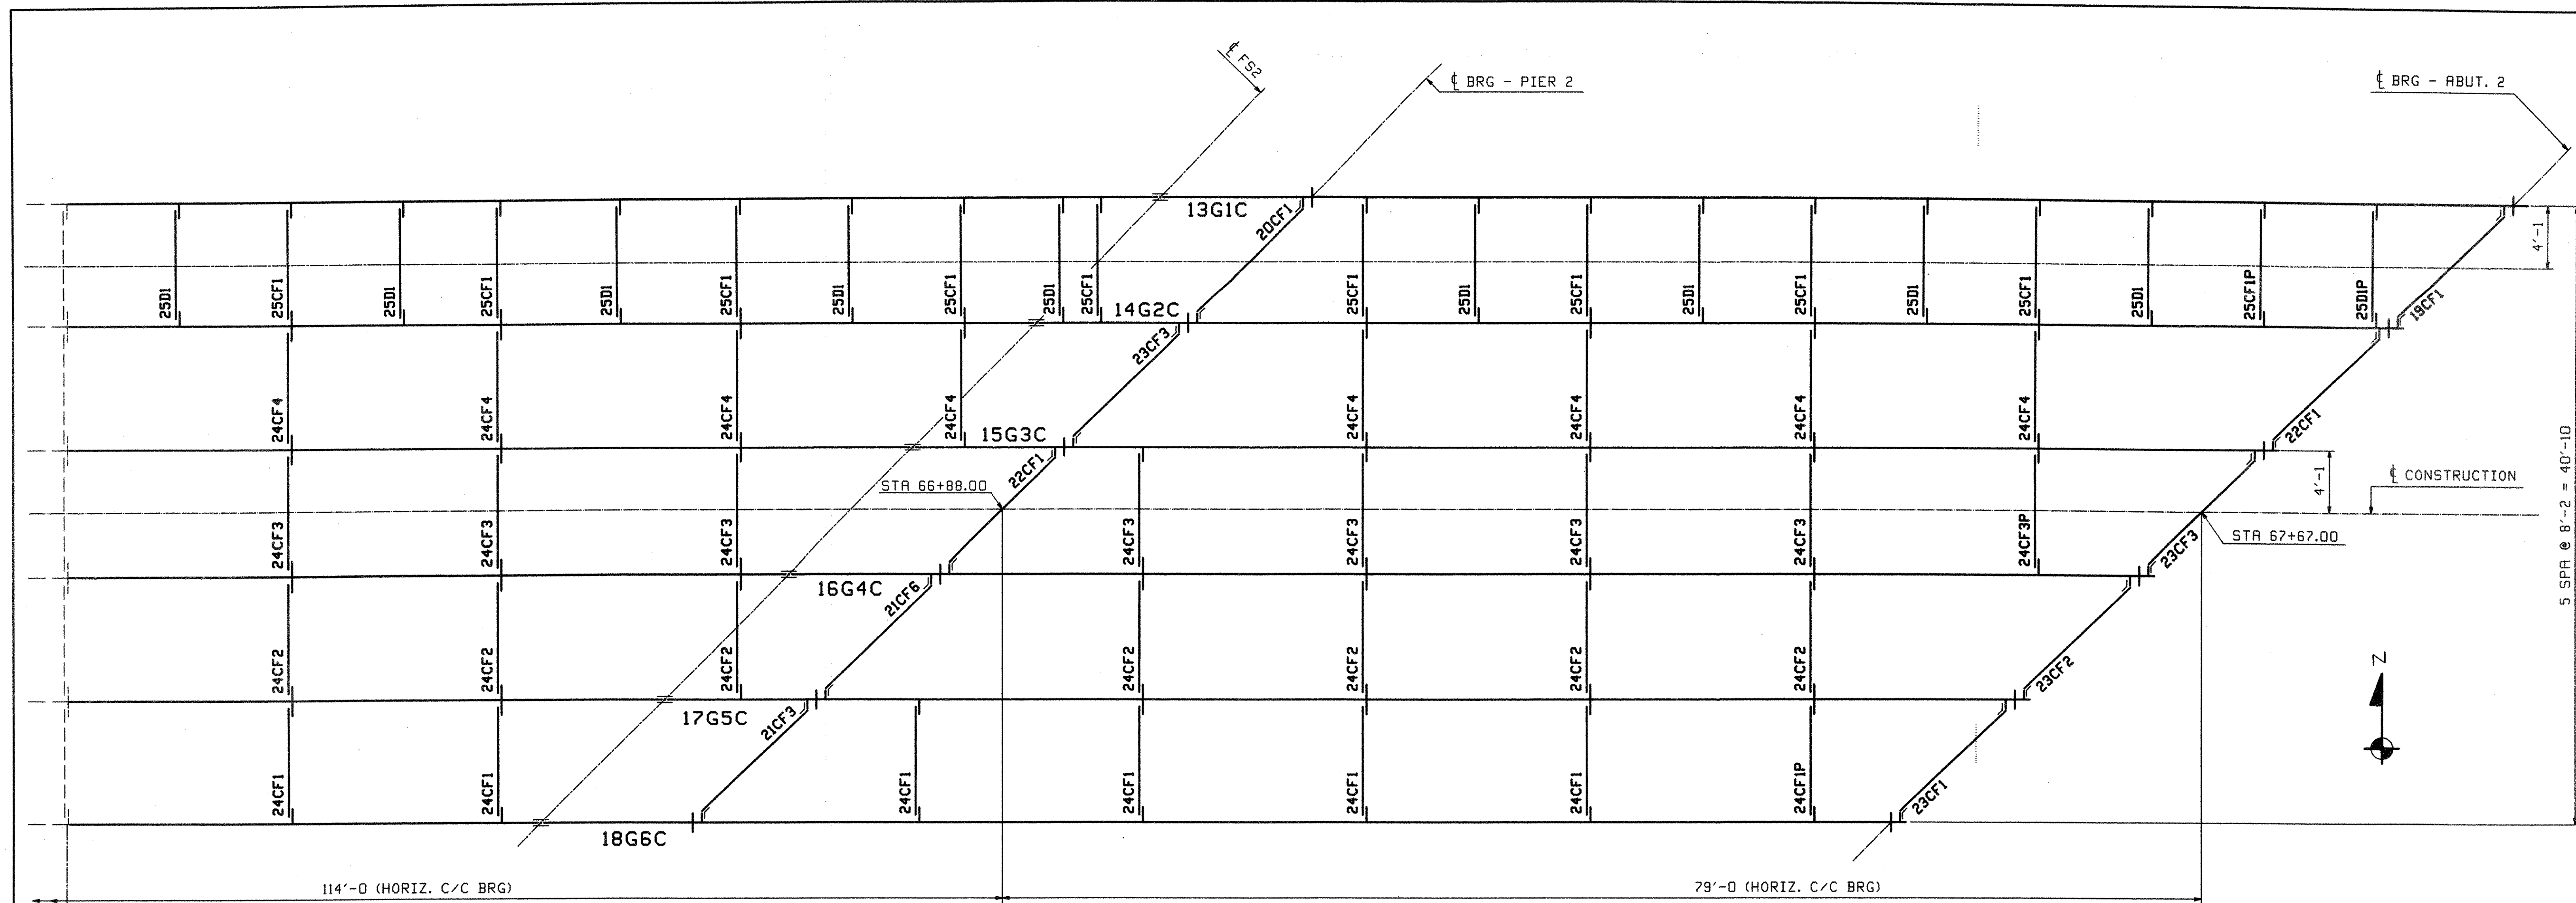 ℄ FS2
℄ BRG - PIER 2
℄ BRG - ABUT. 2
13G1C
20CF1
4'-1
25D1
25CF1
25D1
25CF1
25D1
25CF1
25D1
25CF1
25D1
25CF1
14G2C
25CF1
25D1
25CF1
25D1
25CF1
25D1
25CF1
25D1
25CF1P
25D1P
19CF1
23CF3
24CF4
24CF4
24CF4
24CF4
15G3C
24CF4
24CF4
24CF4
24CF4
22CF1
22CF1
STA 66+88.00
4'-1
℄ CONSTRUCTION
5 SPA @ 8'-2 = 40'-10
24CF3
24CF3
24CF3
16G4C
24CF3
24CF3
24CF3
24CF3
24CF3P
23CF3
STA 67+67.00
21CF6
24CF2
24CF2
24CF2
17G5C
24CF2
24CF2
24CF2
24CF2
23CF2
N
21CF3
24CF1
24CF1
18G6C
24CF1
24CF1
24CF1
24CF1
24CF1P
23CF1
114'-0 (HORIZ. C/C BRG)
79'-0 (HORIZ. C/C BRG)